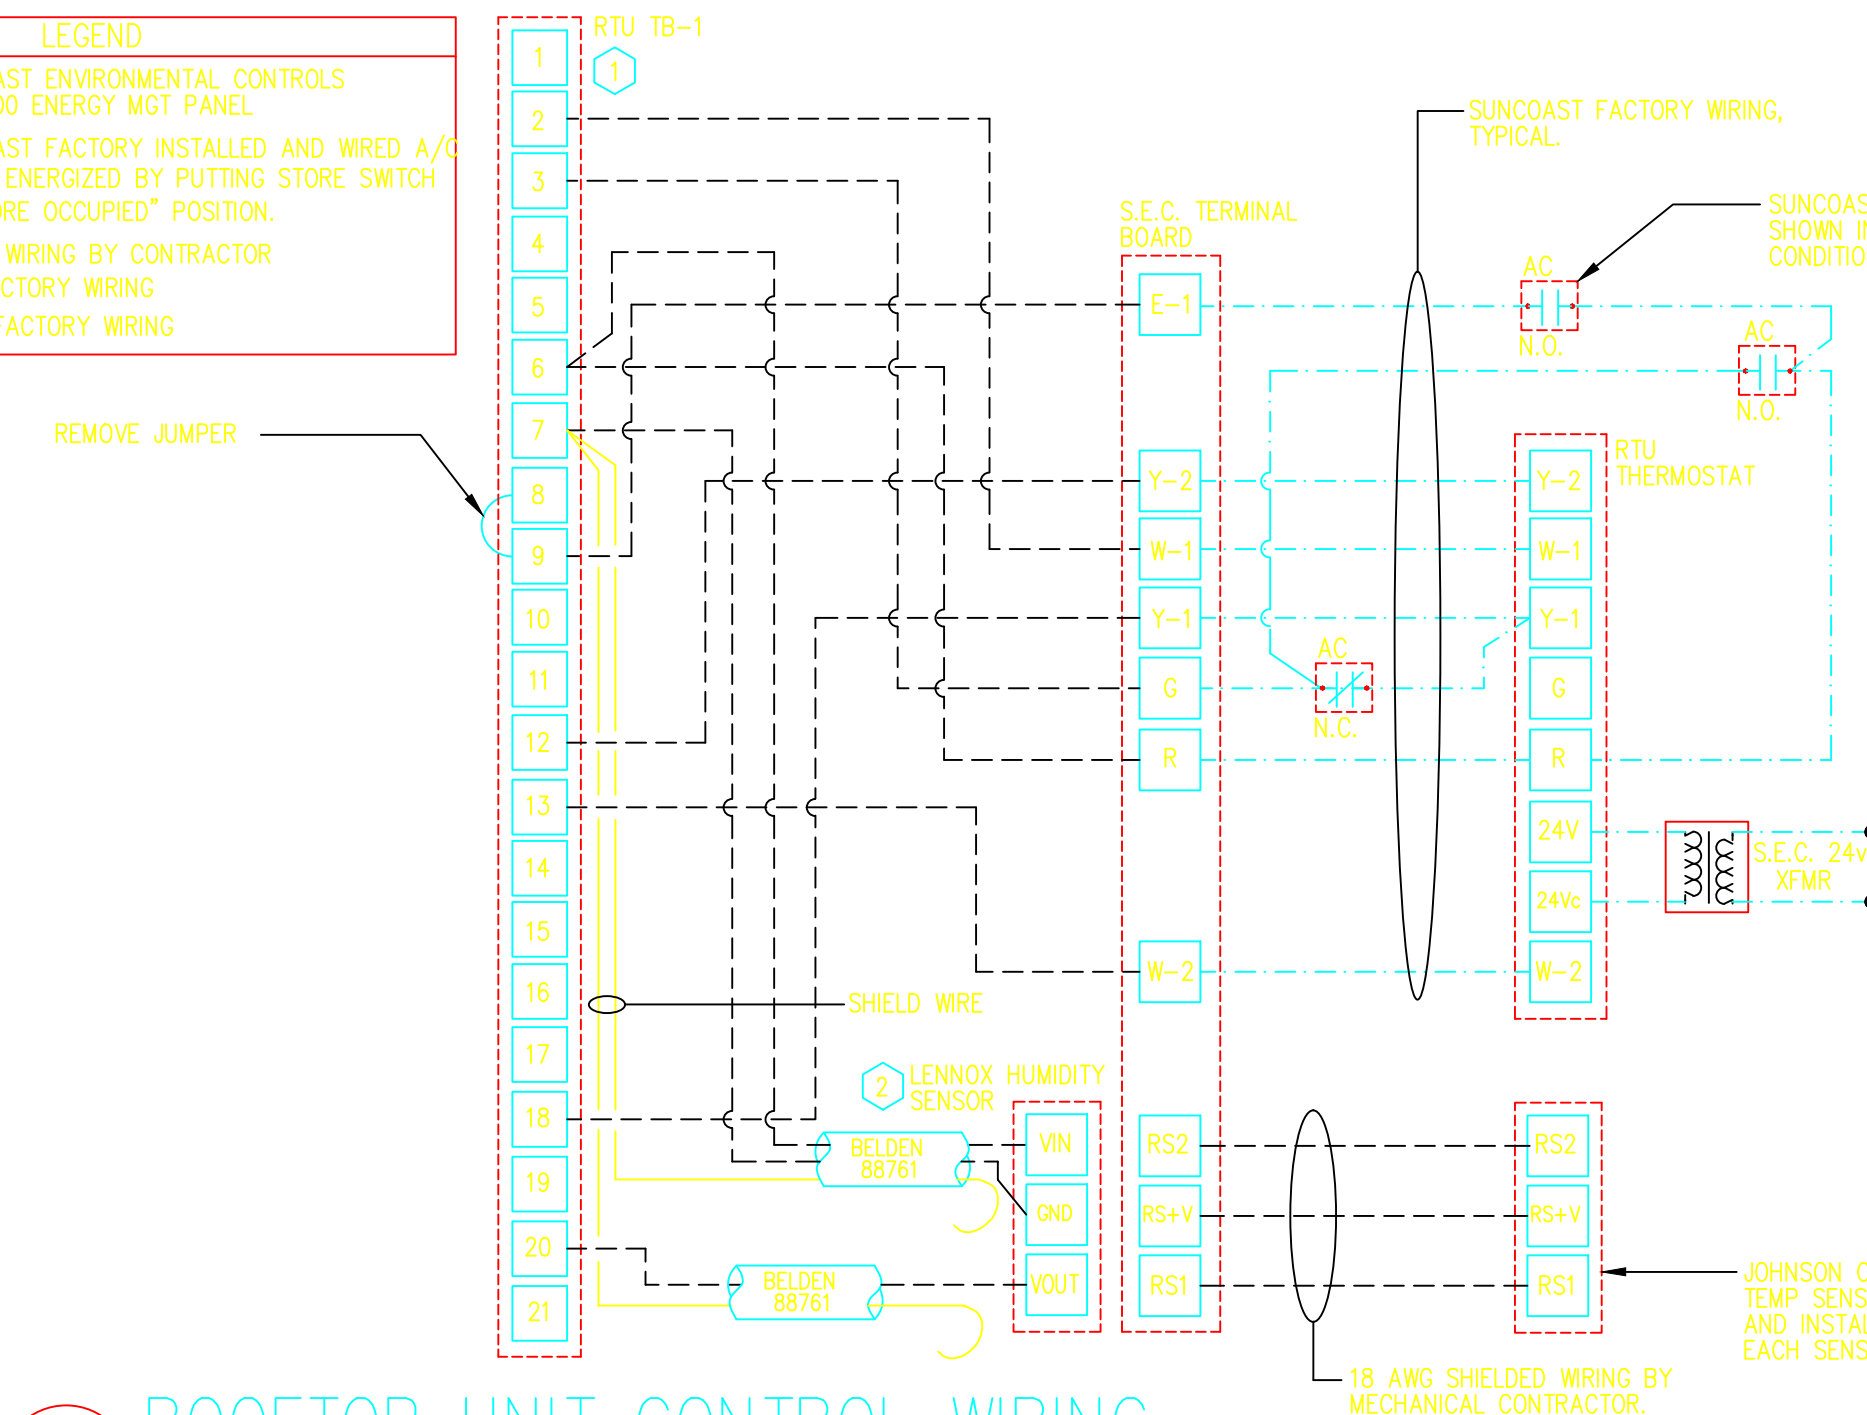 LEGEND
AST ENVIRONMENTAL CONTROLS
00 ENERGY MGT PANEL
AST FACTORY INSTALLED AND WIRED A/C
ENERGIZED BY PUTTING STORE SWITCH
ORE OCCUPIED" POSITION.
WIRING BY CONTRACTOR
CTORY WIRING
FACTORY WIRING
REMOVE JUMPER
RTU TB-1
1
1
2
3
4
5
6
7
8
9
10
11
12
13
14
15
16
17
18
19
20
21
SHIELD WIRE
2
LENNOX HUMIDITY
SENSOR
BELDEN
88761
BELDEN
88761
VIN
GND
VOUT
S.E.C. TERMINAL
BOARD
E-1
Y-2
W-1
Y-1
G
R
W-2
RS2
RS+V
RS1
SUNCOAST FACTORY WIRING,
TYPICAL.
SUNCOAS
SHOWN IN
CONDITIO
AC
N.O.
AC
N.O.
AC
N.C.
RTU
THERMOSTAT
Y-2
W-1
Y-1
G
R
24V
24Vc
W-2
S.E.C. 24v
XFMR
RS2
RS+V
RS1
JOHNSON C
TEMP SENS
AND INSTAL
EACH SENS
18 AWG SHIELDED WIRING BY
MECHANICAL CONTRACTOR.
ROOFTOP UNIT CONTROL WIRING